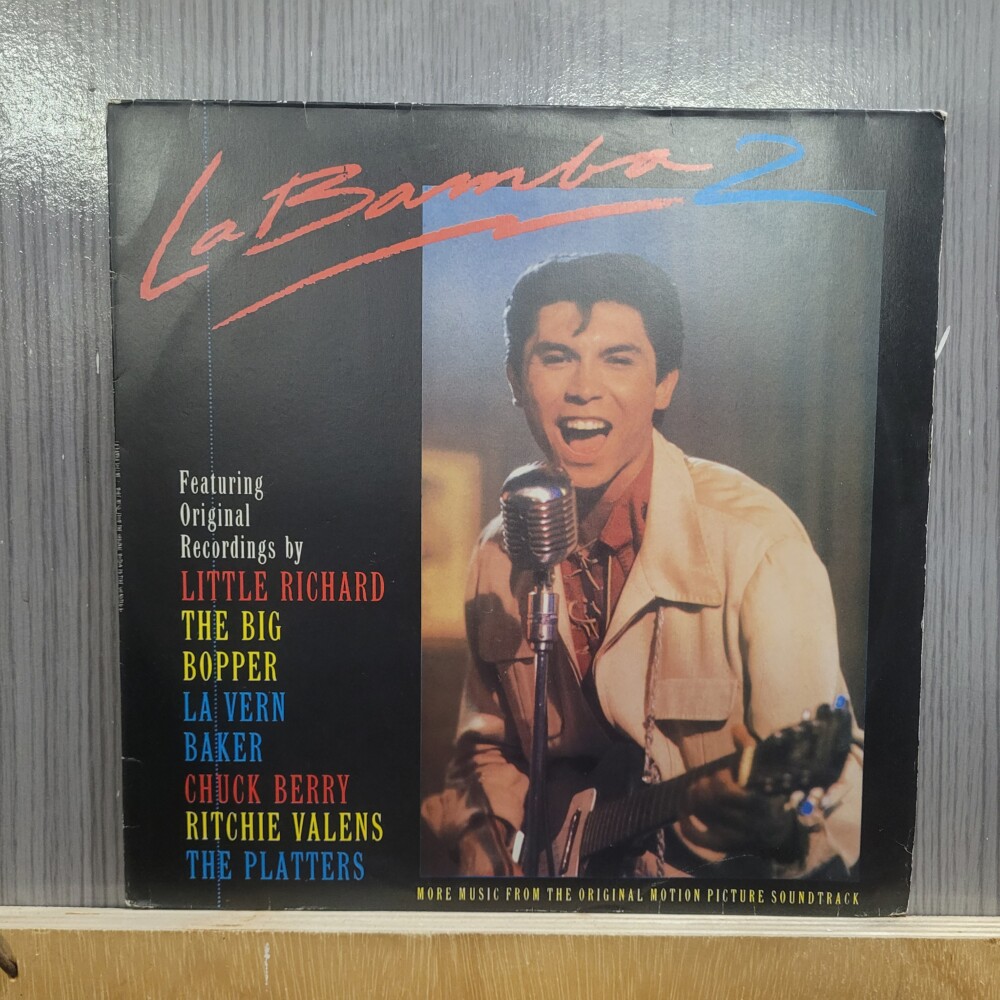 La Bamba 2
Featuring
Original
Recordings by
LITTLE RICHARD
THE BIG
BOPPER
LA VERN
BAKER
CHUCK BERRY
RITCHIE VALENS
THE PLATTERS
MORE MUSIC FROM THE ORIGINAL MOTION PICTURE SOUNDTRACK